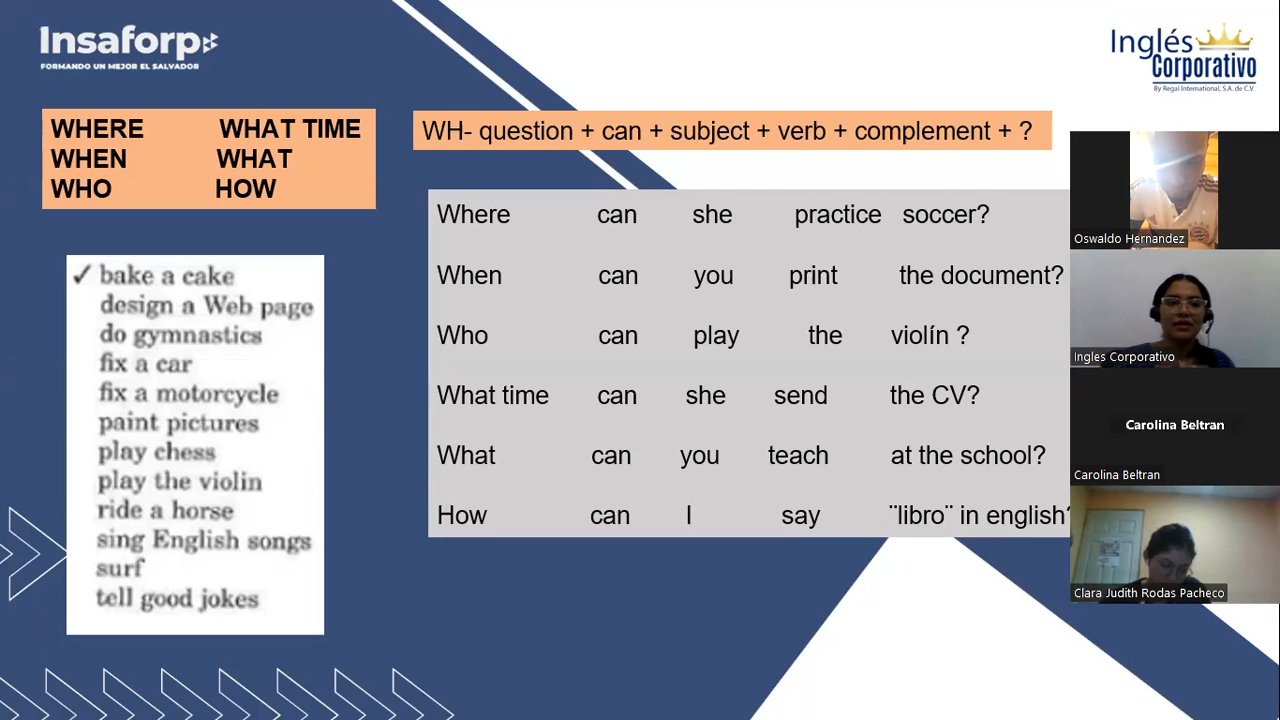 Insaforp
FORMANDO UN MEJOR EL SALVADOR
Inglés
Corporativo
By Regal International, S.A. de C.V.
WHERE WHAT TIME
WHEN WHAT
WHO HOW
WH- question + can + subject + verb + complement + ?
✓ bake a cake
design a Web page
do gymnastics
fix a car
fix a motorcycle
paint pictures
play chess
play the violin
ride a horse
sing English songs
surf
tell good jokes
Where can she practice soccer?
When can you print the document?
Who can play the violín ?
What time can she send the CV?
What can you teach at the school?
How can I say ¨libro¨ in english?
Oswaldo Hernandez
Ingles Corporativo
Carolina Beltran
Carolina Beltran
Clara Judith Rodas Pacheco